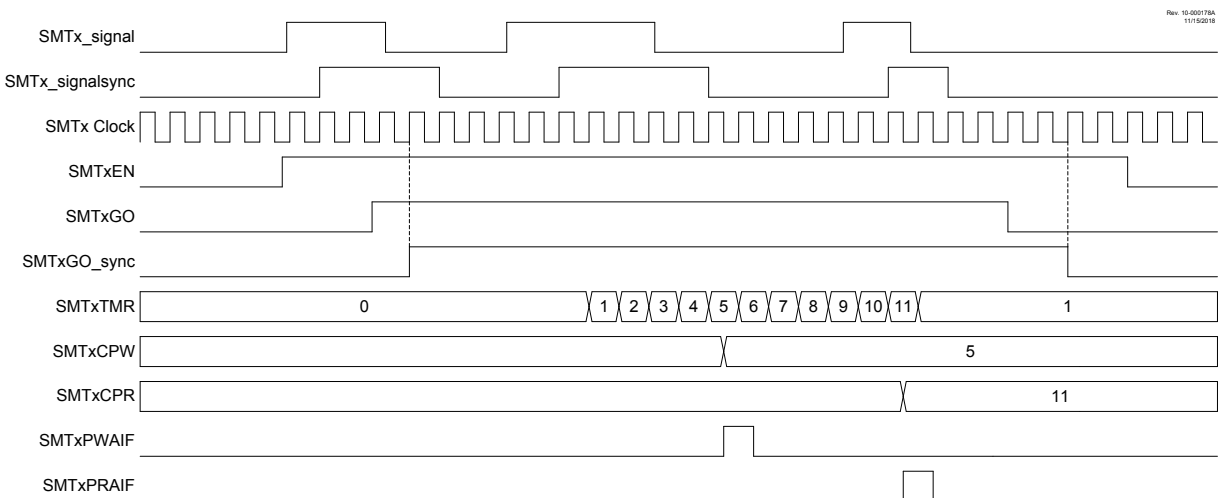 Rev. 10-000178A
11/15/2018
SMTx_signal
SMTx_signalsync
SMTx Clock
SMTxEN
SMTxGO
SMTxGO_sync
SMTxTMR 0 1 2 3 4 5 6 7 8 9 10 11 1
SMTxCPW 5
SMTxCPR 11
SMTxPWAIF
SMTxPRAIF